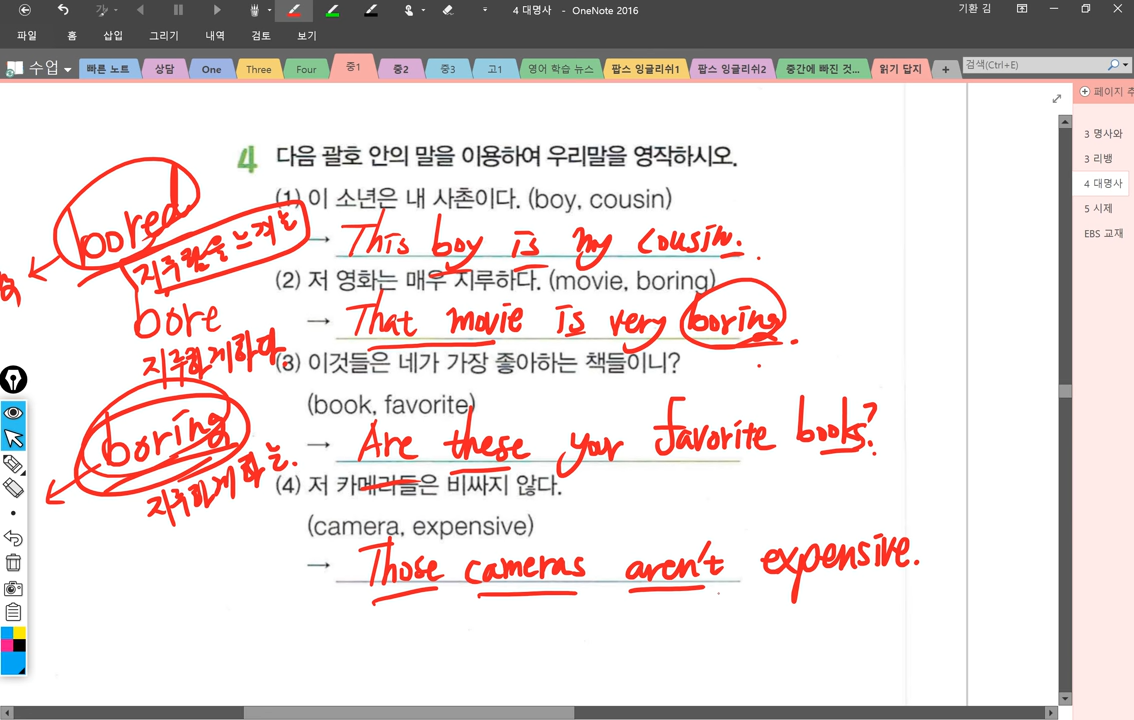 4 대명사 - OneNote 2016
기환 김
파일 홈 삽입 그리기 내역 검토 보기
수업 빠른 노트 상담 One Three Four 중1 중2 중3 고1 영어 학습 뉴스 팝스 잉글리쉬1 팝스 잉글리쉬2 중간에 빠진 것... 읽기 답지 +
검색(Ctrl+E)
페이지 추
3 명사와
3 리뱅
4 대명사
5 시제
EBS 교재
4 다음 괄호 안의 말을 이용하여 우리말을 영작하시오.
(1) 이 소년은 내 사촌이다. (boy, cousin)
→ This boy is my cousin.
(2) 저 영화는 매우 지루하다. (movie, boring)
→ That movie is very boring.
(3) 이것들은 네가 가장 좋아하는 책들이니?
(book, favorite)
→ Are these your favorite books?
(4) 저 카메라들은 비싸지 않다.
(camera, expensive)
→ Those cameras aren't expensive.
bored
지루함을 느끼는
bore
지루하게하다.
boring
지루하게 하는.